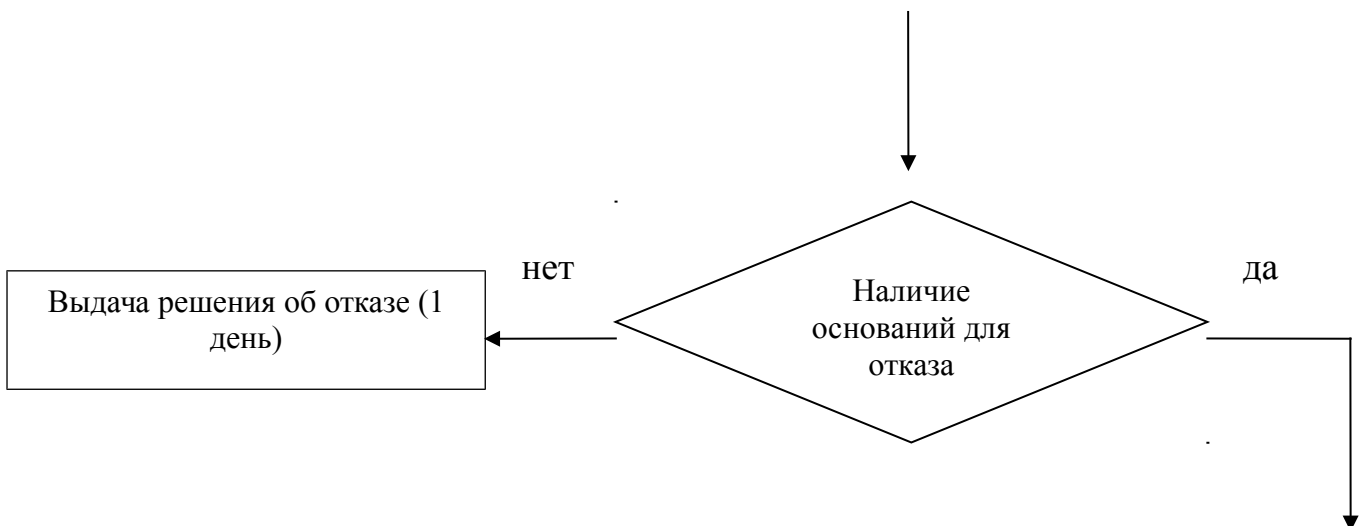 нет
да
Выдача решения об отказе (1
день)
Наличие
оснований для
отказа